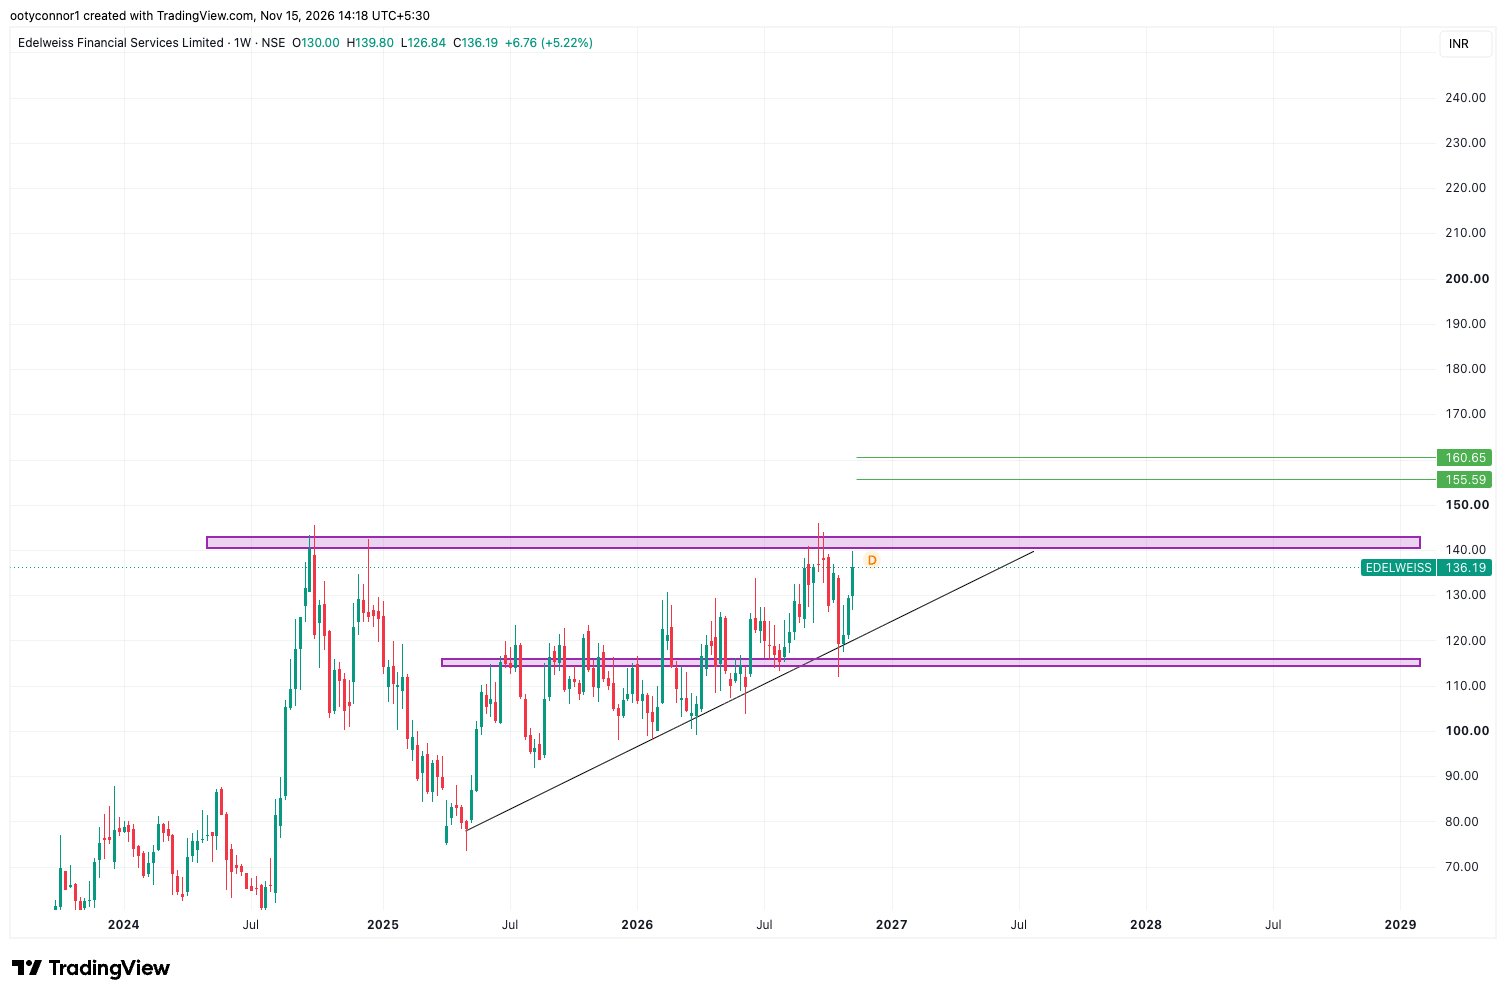 ootyconnor1 created with TradingView.com, Nov 15, 2026 14:18 UTC+5:30
Edelweiss Financial Services Limited · 1W · NSE O130.00 H139.80 L126.84 C136.19 +6.76 (+5.22%)
INR
240.00
230.00
220.00
210.00
200.00
190.00
180.00
170.00
160.65
155.59
150.00
140.00
D
EDELWEISS 136.19
130.00
120.00
110.00
100.00
90.00
80.00
70.00
2024 Jul 2025 Jul 2026 Jul 2027 Jul 2028 Jul 2029
TradingView